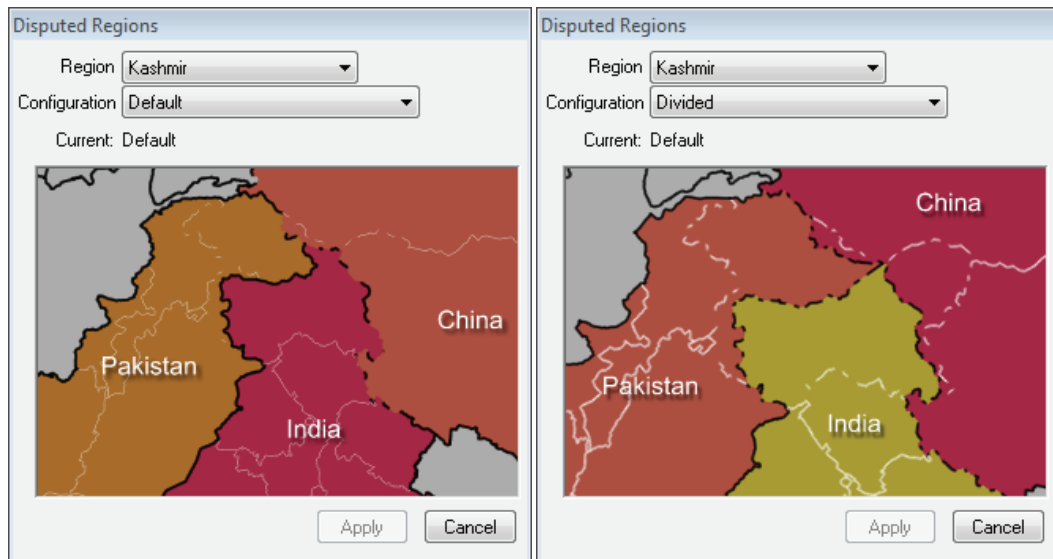 Disputed Regions
Region Kashmir
Configuration Default
Current: Default
China
Pakistan
India
Apply Cancel
Disputed Regions
Region Kashmir
Configuration Divided
Current: Default
China
Pakistan
India
Apply Cancel